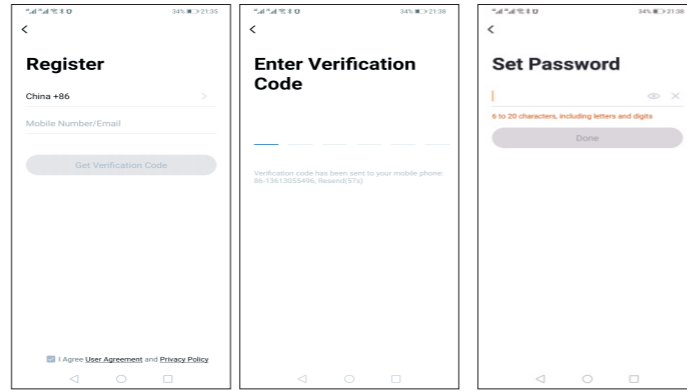 34% 21:35
Register
China +86
Mobile Number/Email
Get Verification Code
I Agree User Agreement and Privacy Policy
34% 21:38
Enter Verification
Code
Verification code has been sent to your mobile phone:
86-13613055496, Resend(57s)
34% 21:38
Set Password
6 to 20 characters, including letters and digits
Done